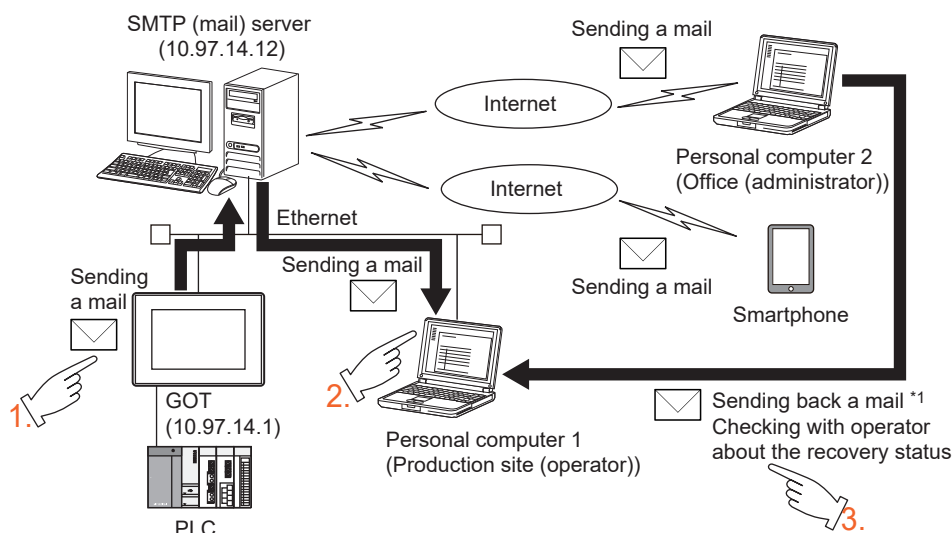 SMTP (mail) server
(10.97.14.12)
Sending a mail
Internet
Personal computer 2
(Office (administrator))
Internet
Ethernet
Sending
a mail
Sending a mail
Sending a mail
Smartphone
1.
2.
GOT
(10.97.14.1)
Personal computer 1
(Production site (operator))
Sending back a mail *1
Checking with operator
about the recovery status
3.
PLC